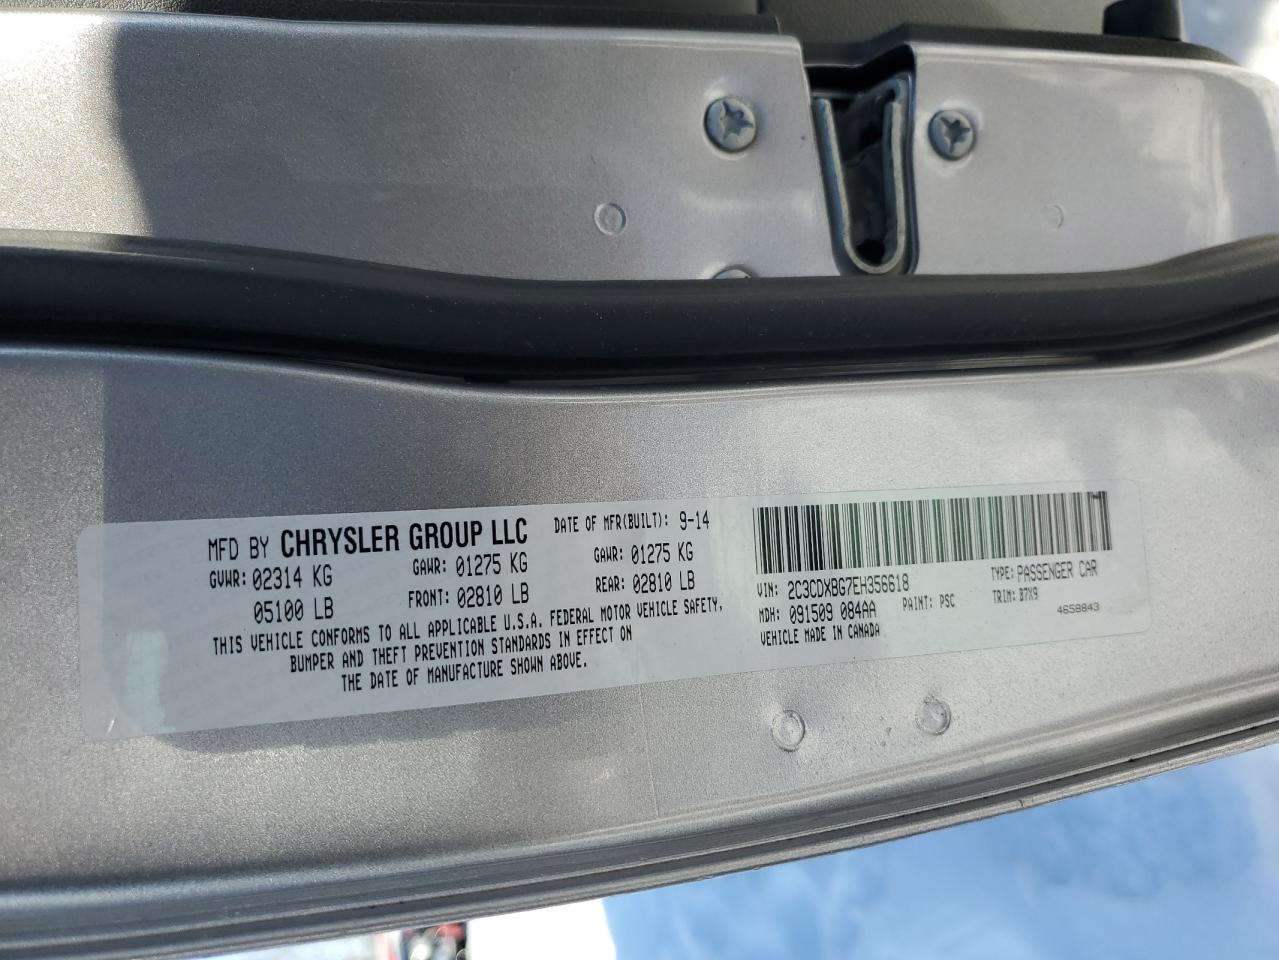 MFD BY CHRYSLER GROUP LLC DATE OF MFR(BUILT): 9-14
GVWR: 02314 KG GAWR: 01275 KG GAWR: 01275 KG
05100 LB FRONT: 02810 LB REAR: 02810 LB
THIS VEHICLE CONFORMS TO ALL APPLICABLE U.S.A. FEDERAL MOTOR VEHICLE SAFETY,
BUMPER AND THEFT PREVENTION STANDARDS IN EFFECT ON
THE DATE OF MANUFACTURE SHOWN ABOVE.
VIN: 2C3CDXBG7EH356618 TYPE: PASSENGER CAR
MDH: 091509 084AA PAINT: PSC TRIM: B7X9
VEHICLE MADE IN CANADA 4658843